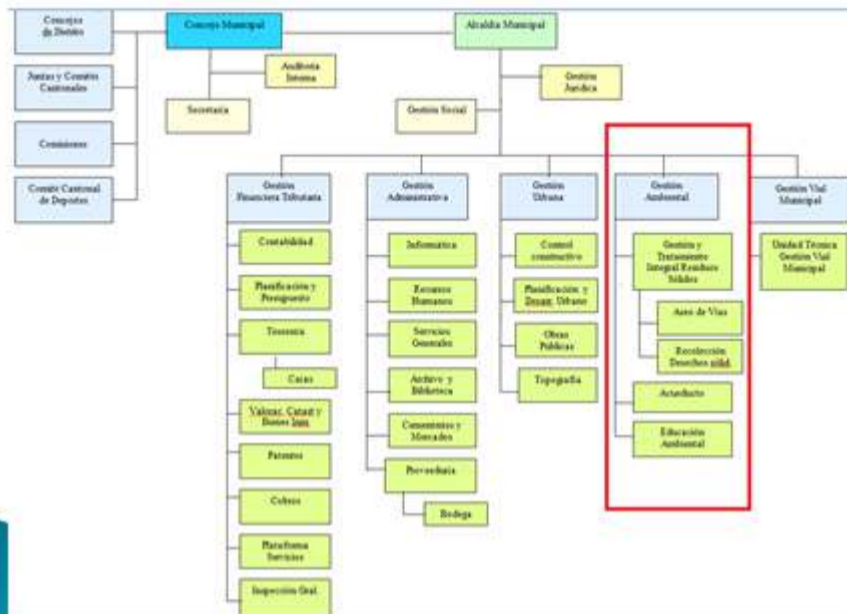 Concejos
de Distrito
Concejo Municipal
Alcaldía Municipal
Auditoría
Interna
Gestión
Jurídica
Juntas y Comités
Cantonales
Secretaría
Gestión Social
Comisiones
Comité Cantonal
de Deportes
Gestión
Financiera Tributaria
Gestión
Administrativa
Gestión
Urbana
Gestión
Ambiental
Gestión Vial
Municipal
Contabilidad
Planificación y
Presupuesto
Tesorería
Cajas
Valorac. Catast y
Bienes Inm.
Patentes
Cobros
Plataforma
Servicios
Inspección Gral.
Informática
Recursos
Humanos
Servicios
Generales
Archivo y
Biblioteca
Cementerios y
Mercados
Proveeduría
Bodega
Control
constructivo
Planificación y
Urbano
Obras
Públicas
Topografía
Gestión y
Tratamiento
Integral Residuos
Sólidos
Aseo de Vías
Recolección
Desechos sólid.
Acueducto
Educación
Ambiental
Unidad Técnica
Gestión Vial
Municipal